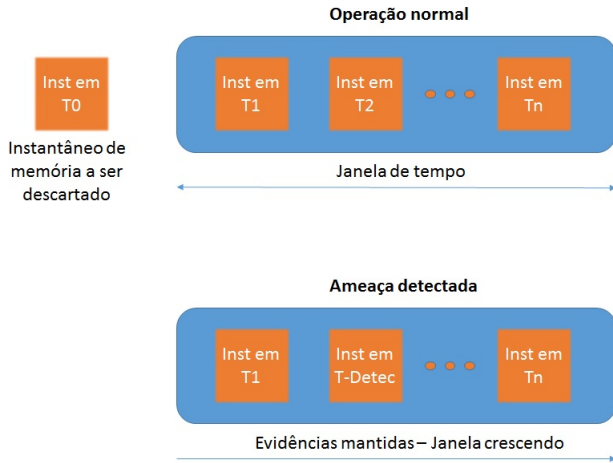 Operação normal
Inst em
T0
Inst em
T1
Inst em
T2
Inst em
Tn
Instantâneo de
memória a ser
descartado
Janela de tempo
Ameaça detectada
Inst em
T1
Inst em
T-Detec
Inst em
Tn
Evidências mantidas – Janela crescendo